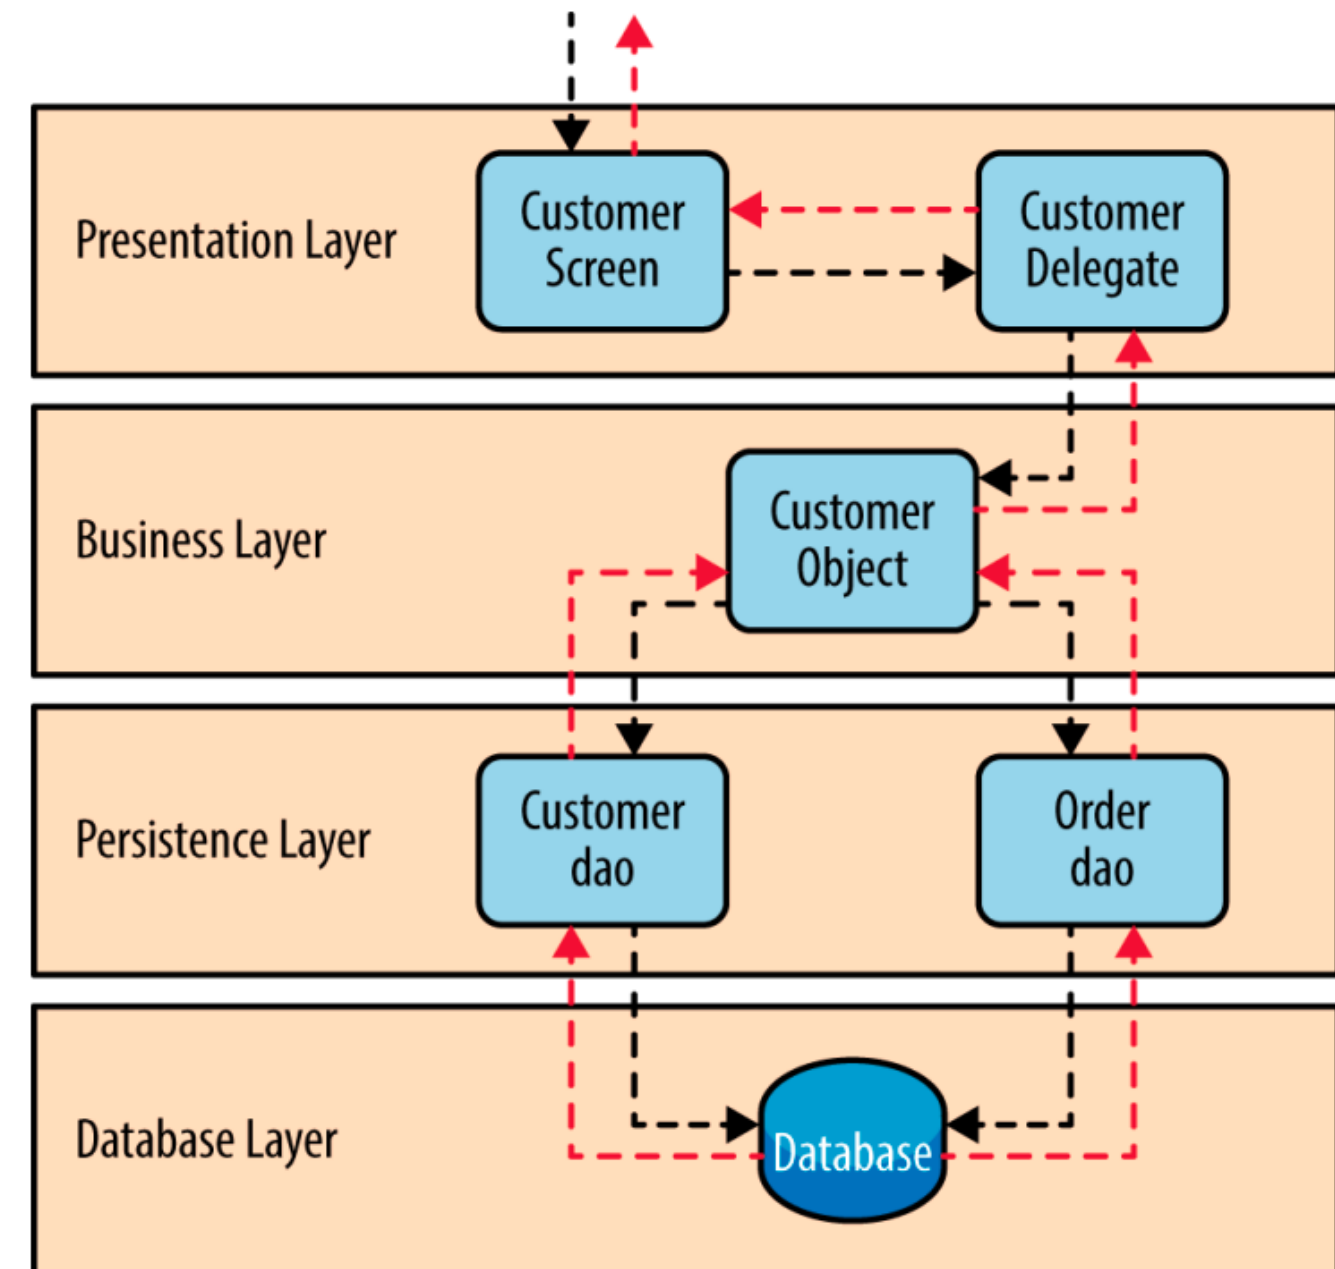 Presentation Layer
Customer
Screen
Customer
Delegate
Business Layer
Customer
Object
Persistence Layer
Customer
dao
Order
dao
Database Layer
Database